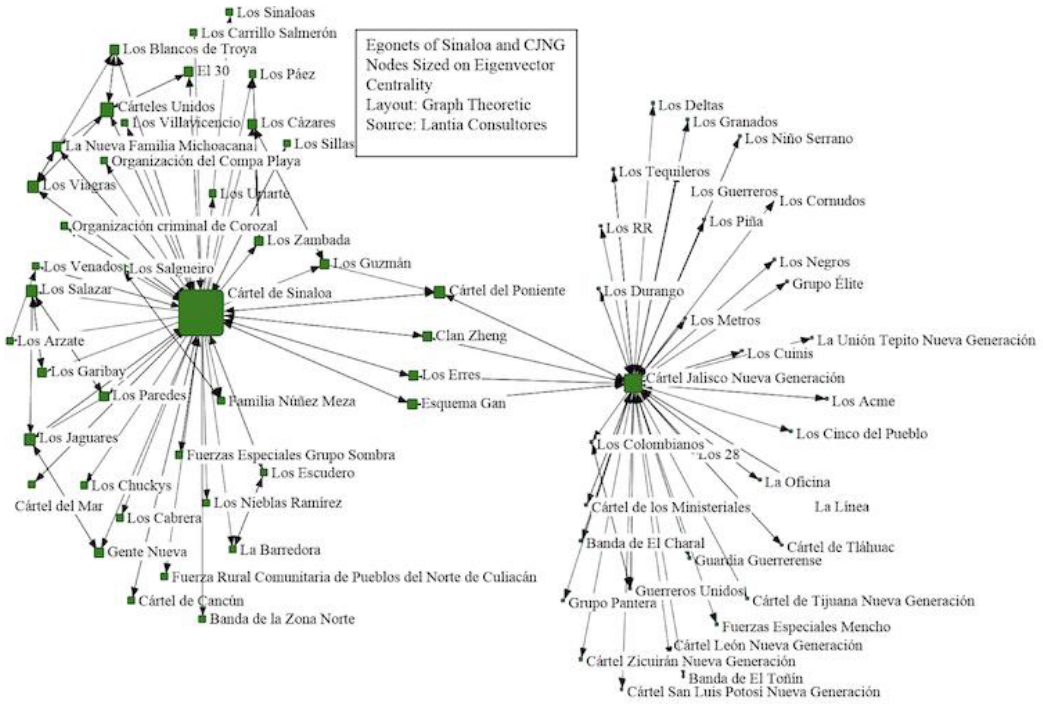 Los Sinaloas
Los Carrillo Salmerón
Los Blancos de Troya
El 30
Los Páez
Cárteles Unidos
Los Villavicencio
Los Cázares
La Nueva Familia Michoacana
Los Sillas
Organización del Compa Playa
Los Viagras
Los Uriarte
Organización criminal de Corozal
Los Zambada
Los Venados
Los Salgueiro
Los Guzmán
Los Salazar
Cártel de Sinaloa
Cártel del Poniente
Los Arzate
Clan Zheng
Los Garibay
Los Erres
Los Paredes
Familia Núñez Meza
Esquema Gan
Los Jaguares
Fuerzas Especiales Grupo Sombra
Los Escudero
Los Chuckys
Cártel del Mar
Los Nieblas Ramírez
Los Cabrera
Gente Nueva
La Barredora
Fuerza Rural Comunitaria de Pueblos del Norte de Culiacán
Cártel de Cancún
Banda de la Zona Norte
Egonets of Sinaloa and CJNG
Nodes Sized on Eigenvector
Centrality
Layout: Graph Theoretic
Source: Lantia Consultores
Los Deltas
Los Granados
Los Niño Serrano
Los Tequileros
Los Guerreros
Los Cornudos
Los RR
Los Piña
Los Negros
Los Durango
Grupo Élite
Los Metros
La Unión Tepito Nueva Generación
Los Cuinis
Cártel Jalisco Nueva Generación
Los Acme
Los Cinco del Pueblo
Los Colombianos
Los 28
La Oficina
Cártel de los Ministeriales
La Línea
Banda de El Charal
Cártel de Tláhuac
Guardia Guerrerense
Guerreros Unidos
Grupo Pantera
Cártel de Tijuana Nueva Generación
Fuerzas Especiales Mencho
Cártel León Nueva Generación
Cártel Zicuirán Nueva Generación
Banda de El Toñín
Cártel San Luis Potosí Nueva Generación